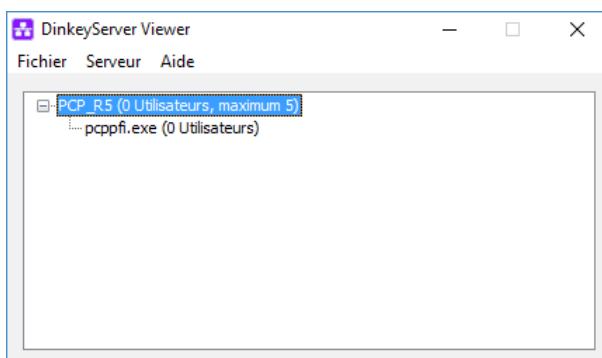 DinkeyServer Viewer
Fichier Serveur Aide
PCP_R5 (0 Utilisateurs, maximum 5)
pcppfi.exe (0 Utilisateurs)